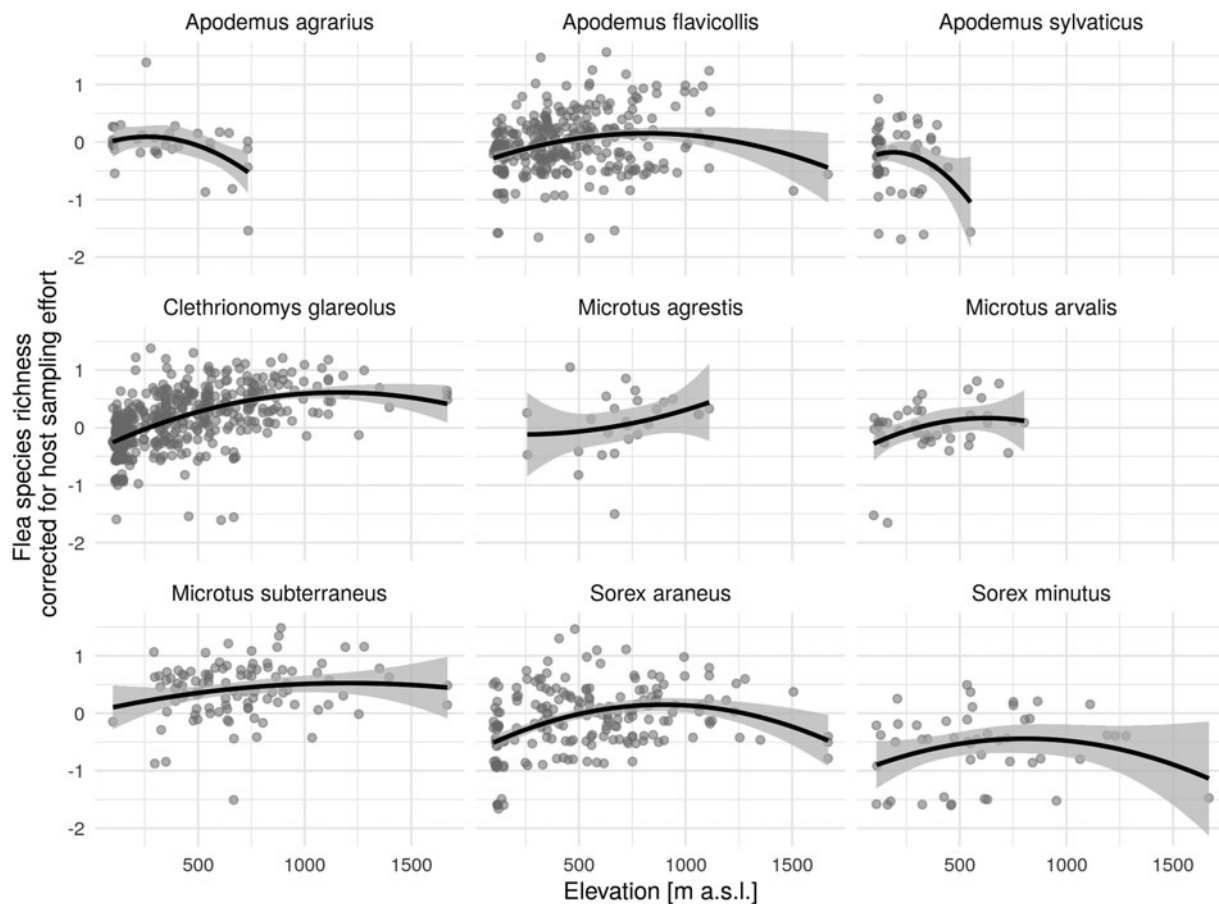 Apodemus agrarius
Apodemus flavicollis
Apodemus sylvaticus
1
0
-1
-2
Clethrionomys glareolus
Microtus agrestis
Microtus arvalis
Flea species richness
corrected for host sampling effort
1
0
-1
-2
Microtus subterraneus
Sorex araneus
Sorex minutus
1
0
-1
-2
500 1000 1500 500 1000 1500 500 1000 1500
Elevation [m a.s.l.]